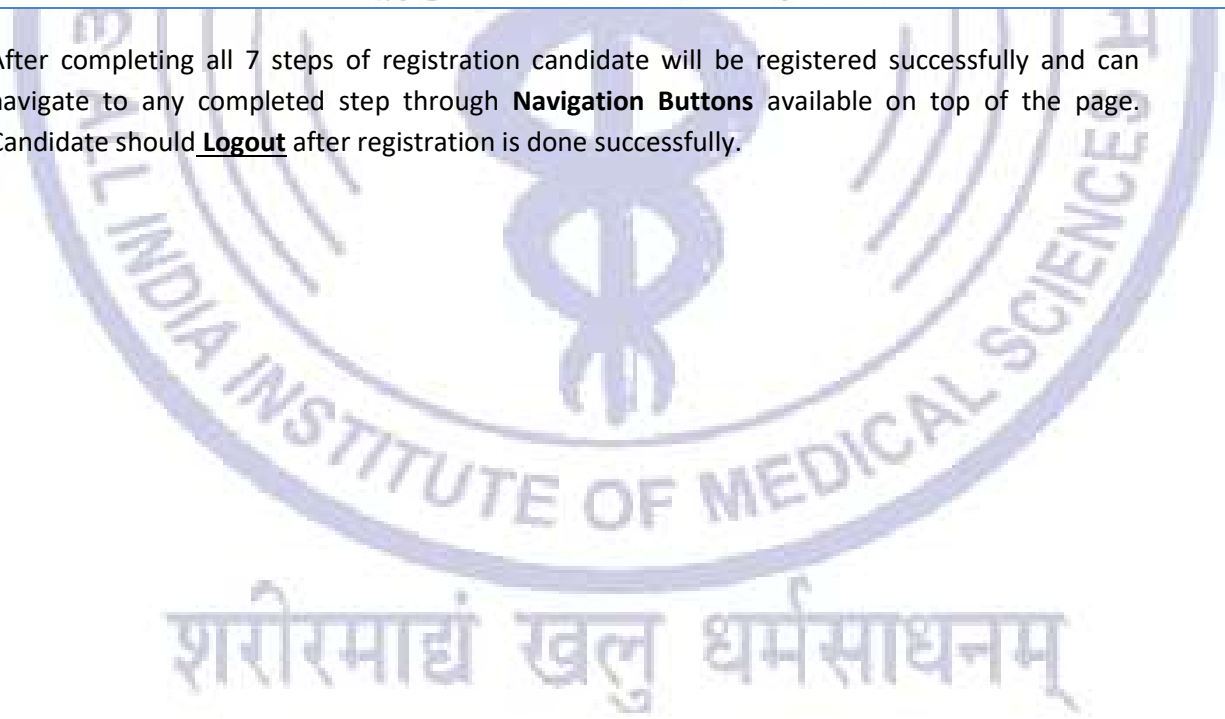 After completing all 7 steps of registration candidate will be registered successfully and can
navigate to any completed step through Navigation Buttons available on top of the page.
Candidate should Logout after registration is done successfully.
ALL INDIA INSTITUTE OF MEDICAL SCIENCES
शरीरमाद्यं खलु धर्मसाधनम्